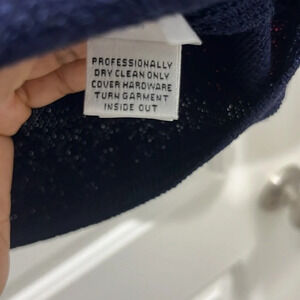 PROFESSIONALLY
DRY CLEAN ONLY
COVER HARDWARE
TURN GARMENT
INSIDE OUT